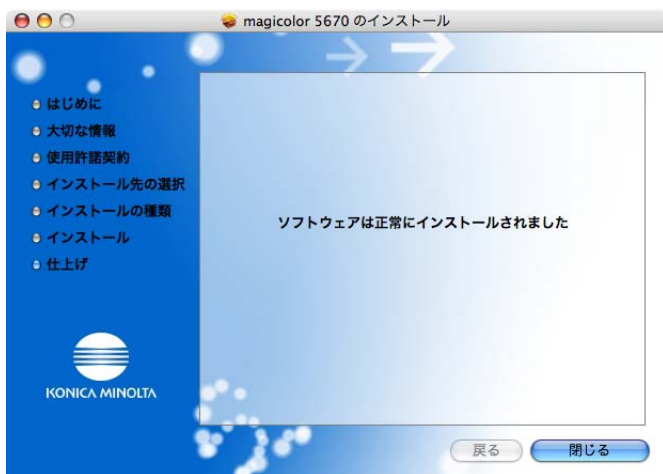 magicolor 5670 のインストール
はじめに
大切な情報
使用許諾契約
インストール先の選択
インストールの種類
インストール
仕上げ
ソフトウェアは正常にインストールされました
KONICA MINOLTA
戻る
閉じる